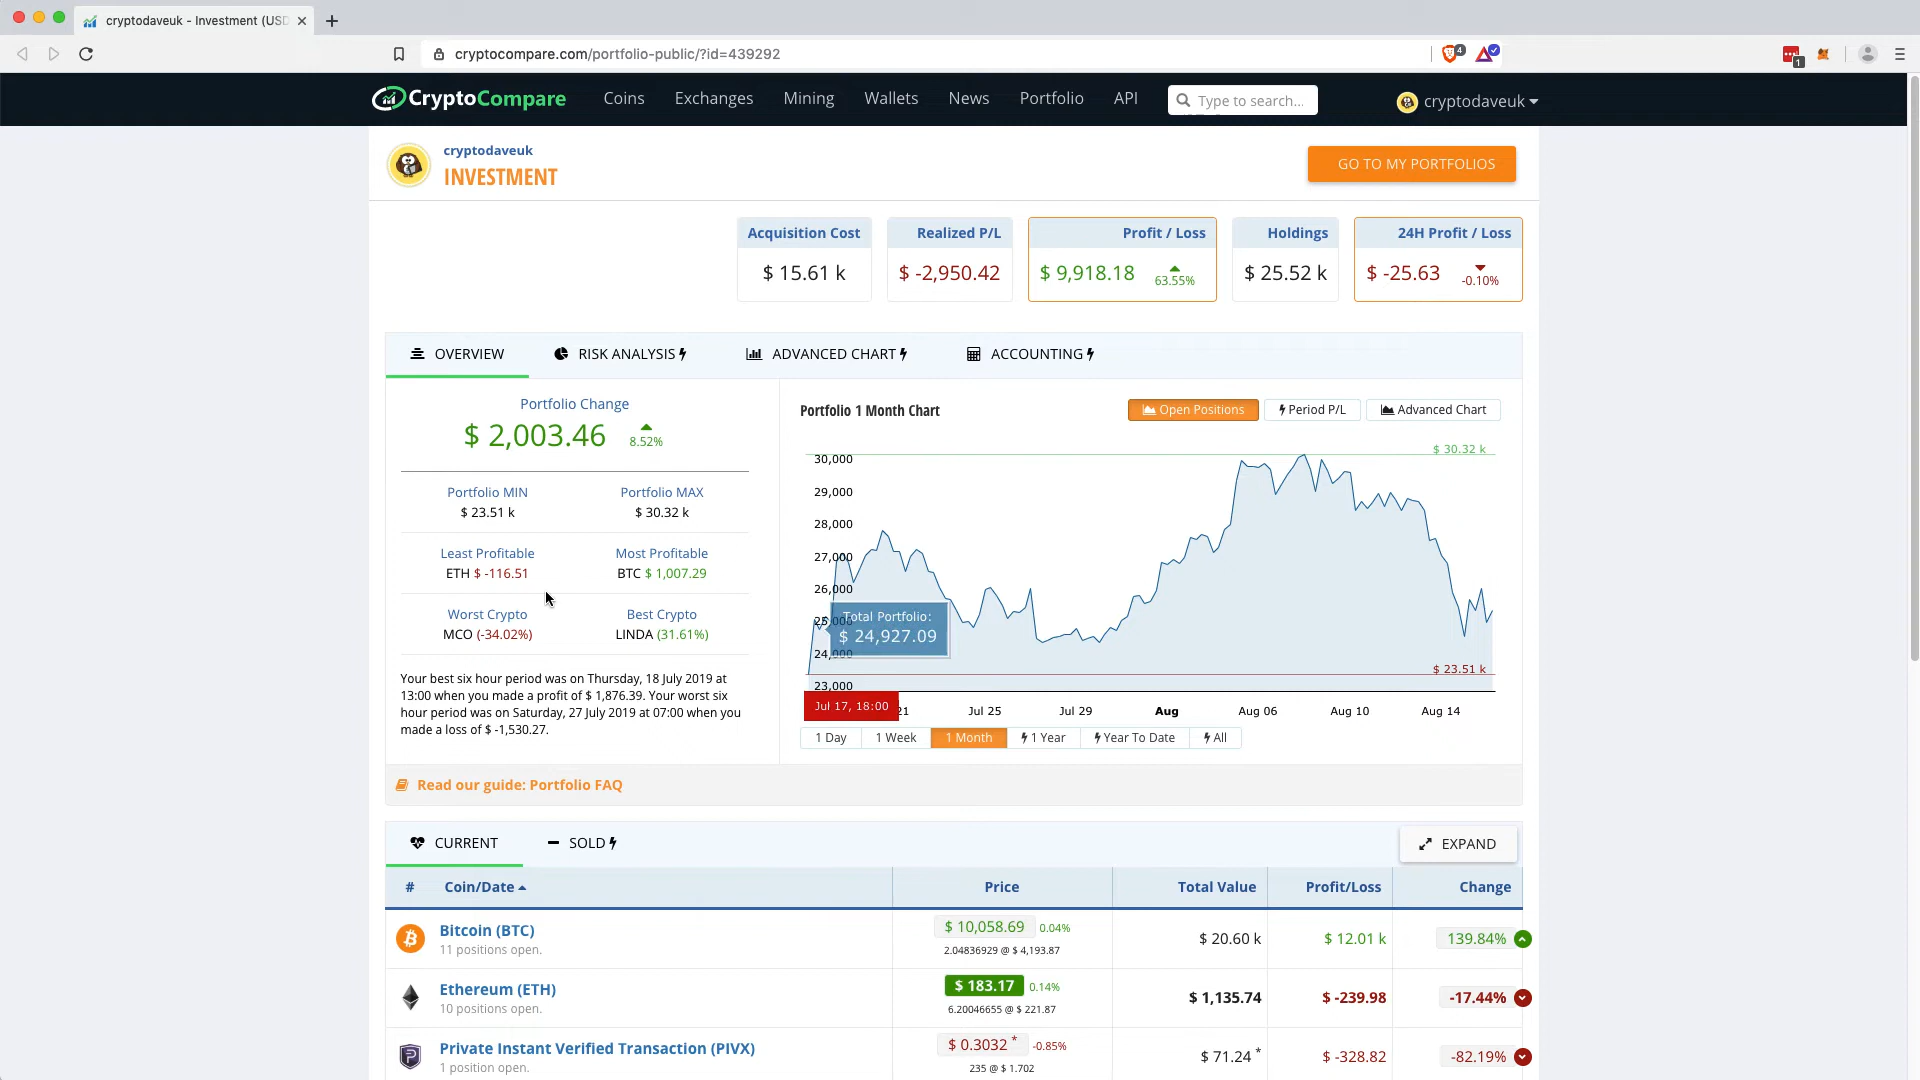 cryptodaveuk - Investment (USD
cryptocompare.com/portfolio-public/?id=439292
4
1
CryptoCompare
Coins
Exchanges
Mining
Wallets
News
Portfolio
API
Type to search...
cryptodaveuk
cryptodaveuk
INVESTMENT
GO TO MY PORTFOLIOS
Acquisition Cost
$ 15.61 k
Realized P/L
$ -2,950.42
Profit / Loss
$ 9,918.18
63.55%
Holdings
$ 25.52 k
24H Profit / Loss
$ -25.63
-0.10%
OVERVIEW
RISK ANALYSIS
ADVANCED CHART
ACCOUNTING
Portfolio Change
$ 2,003.46
8.52%
Portfolio MIN
$ 23.51 k
Portfolio MAX
$ 30.32 k
Least Profitable
ETH $ -116.51
Most Profitable
BTC $ 1,007.29
Worst Crypto
MCO (-34.02%)
Best Crypto
LINDA (31.61%)
Your best six hour period was on Thursday, 18 July 2019 at
13:00 when you made a profit of $ 1,876.39. Your worst six
hour period was on Saturday, 27 July 2019 at 07:00 when you
made a loss of $ -1,530.27.
Portfolio 1 Month Chart
Open Positions
Period P/L
Advanced Chart
$ 30.32 k
30,000
29,000
28,000
27,000
26,000
25,000
24,000
23,000
Total Portfolio:
$ 24,927.09
$ 23.51 k
Jul 17, 18:00
21
Jul 25
Jul 29
Aug
Aug 06
Aug 10
Aug 14
1 Day
1 Week
1 Month
1 Year
Year To Date
All
Read our guide: Portfolio FAQ
CURRENT
SOLD
EXPAND
#
Coin/Date
Price
Total Value
Profit/Loss
Change
Bitcoin (BTC)
11 positions open.
$ 10,058.69 0.04%
2.04836929 @ $ 4,193.87
$ 20.60 k
$ 12.01 k
139.84%
Ethereum (ETH)
10 positions open.
$ 183.17 0.14%
6.20046655 @ $ 221.87
$ 1,135.74
$ -239.98
-17.44%
Private Instant Verified Transaction (PIVX)
1 position open.
$ 0.3032 * -0.85%
235 @ $ 1.702
$ 71.24 *
$ -328.82
-82.19%